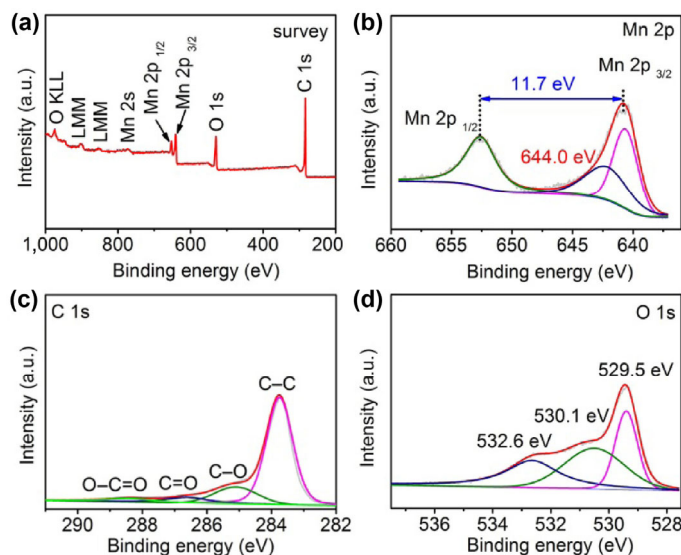 (a)
survey
O KLL
LMM
LMM
Mn 2s
Mn 2p 1/2
Mn 2p 3/2
O 1s
C 1s
Intensity (a.u.)
1,000 800 600 400 200
Binding energy (eV)
(b)
Mn 2p
11.7 eV
Mn 2p 3/2
Mn 2p 1/2
644.0 eV
Intensity (a.u.)
660 655 650 645 640
Binding energy (eV)
(c)
C 1s
C–C
C–O
C=O
O–C=O
Intensity (a.u.)
290 288 286 284 282
Binding energy (eV)
(d)
O 1s
529.5 eV
530.1 eV
532.6 eV
Intensity (a.u.)
536 534 532 530 528
Binding energy (eV)